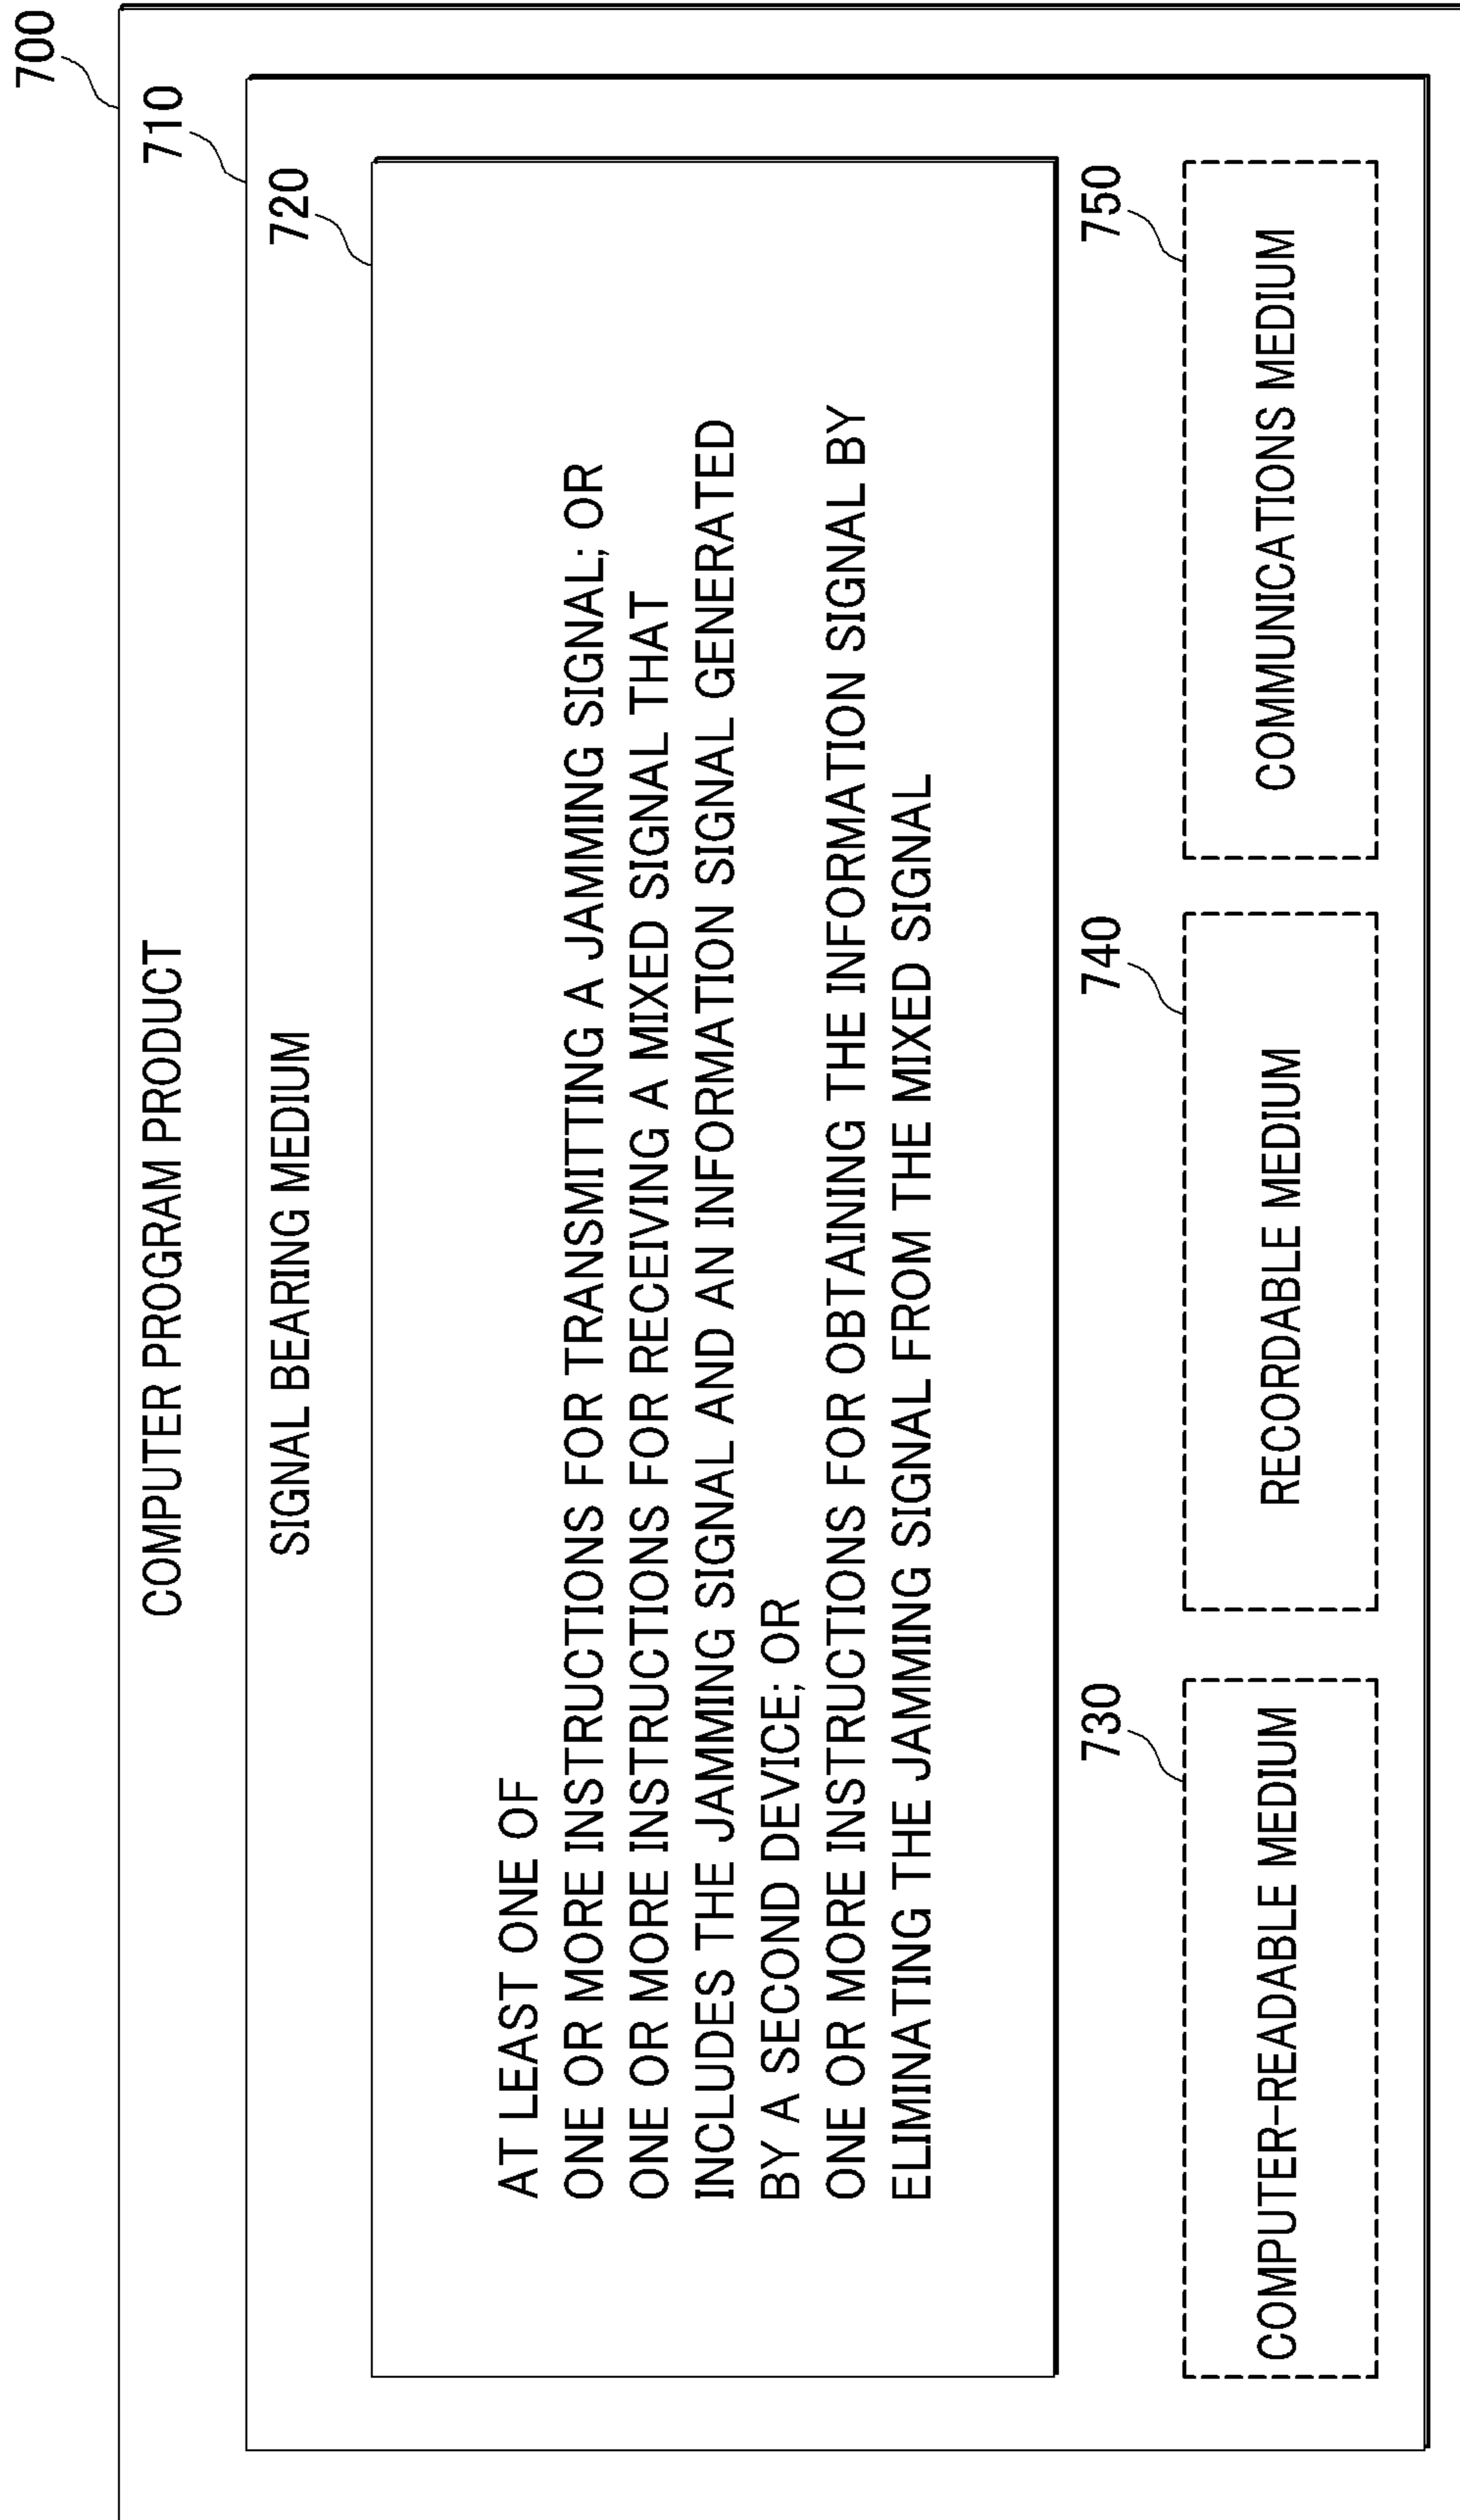 700
COMPUTER PROGRAM PRODUCT
710
SIGNAL BEARING MEDIUM
720
AT LEAST ONE OF
ONE OR MORE INSTRUCTIONS FOR TRANSMITTING A JAMMING SIGNAL; OR
ONE OR MORE INSTRUCTIONS FOR RECEIVING A MIXED SIGNAL THAT
INCLUDES THE JAMMING SIGNAL AND AN INFORMATION SIGNAL GENERATED
BY A SECOND DEVICE; OR
ONE OR MORE INSTRUCTIONS FOR OBTAINING THE INFORMATION SIGNAL BY
ELIMINATING THE JAMMING SIGNAL FROM THE MIXED SIGNAL
730
740
750
COMPUTER-READABLE MEDIUM
RECORDABLE MEDIUM
COMMUNICATIONS MEDIUM